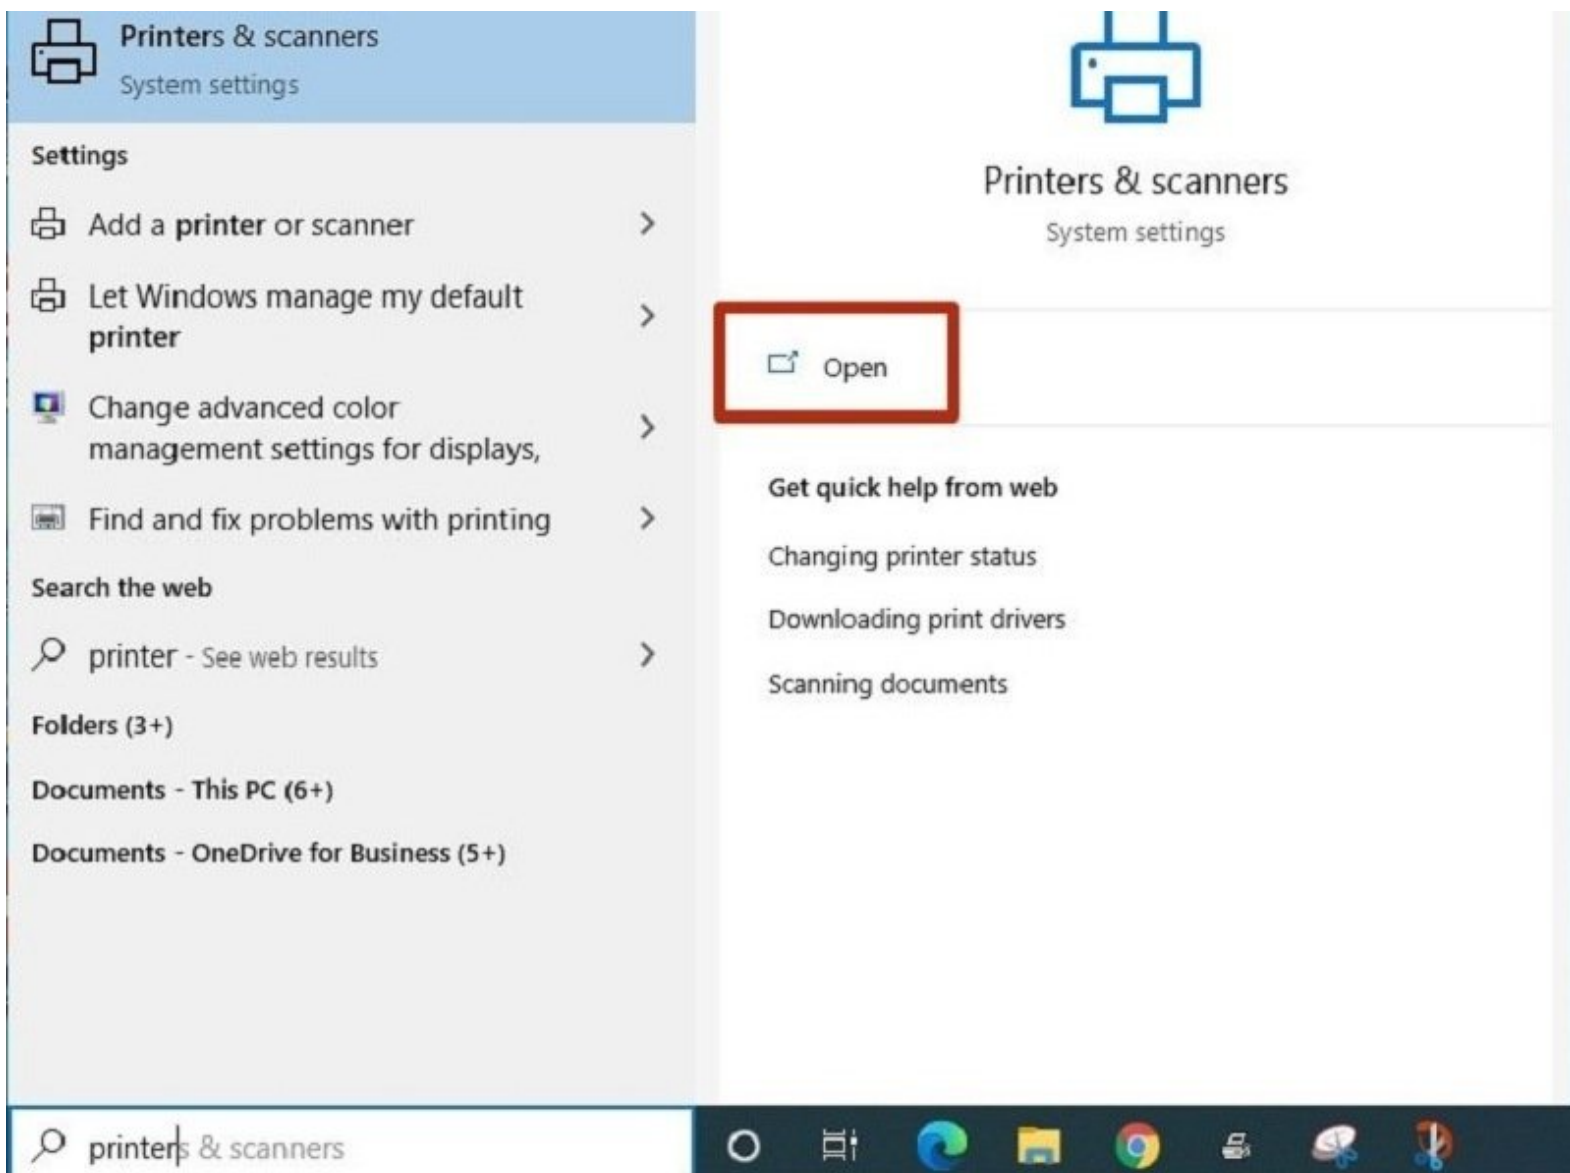 Printers & scanners
System settings
Settings
Add a printer or scanner
Let Windows manage my default
printer
Change advanced color
management settings for displays,
Find and fix problems with printing
Search the web
printer - See web results
Folders (3+)
Documents - This PC (6+)
Documents - OneDrive for Business (5+)
printers & scanners
Printers & scanners
System settings
Open
Get quick help from web
Changing printer status
Downloading print drivers
Scanning documents